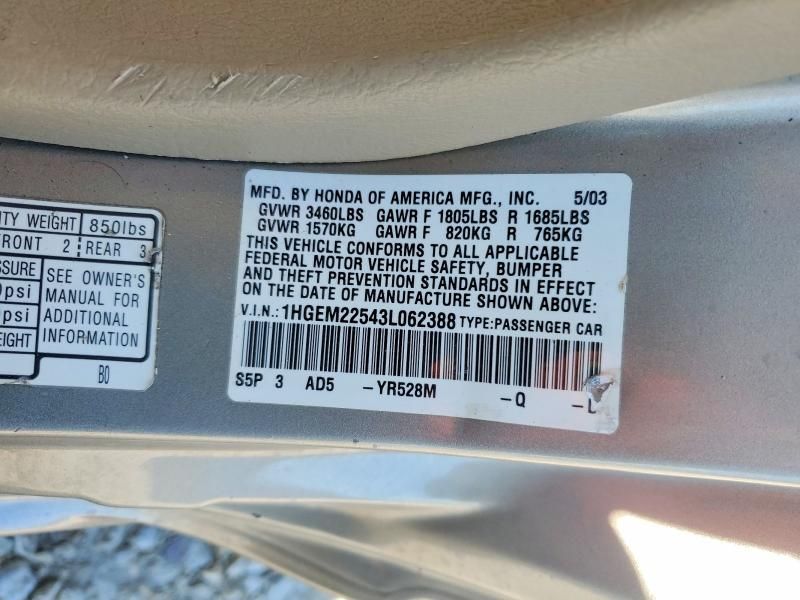 ITY WEIGHT 850lbs
FRONT 2 REAR 3
SSURE
0psi
0psi
EIGHT
SEE OWNER'S
MANUAL FOR
ADDITIONAL
INFORMATION
B0
MFD. BY HONDA OF AMERICA MFG., INC. 5/03
GVWR 3460LBS GAWR F 1805LBS R 1685LBS
GVWR 1570KG GAWR F 820KG R 765KG
THIS VEHICLE CONFORMS TO ALL APPLICABLE
FEDERAL MOTOR VEHICLE SAFETY, BUMPER
AND THEFT PREVENTION STANDARDS IN EFFECT
ON THE DATE OF MANUFACTURE SHOWN ABOVE:
V.I.N.: 1HGEM22543L062388 TYPE:PASSENGER CAR
S5P 3 AD5 -YR528M -Q -L